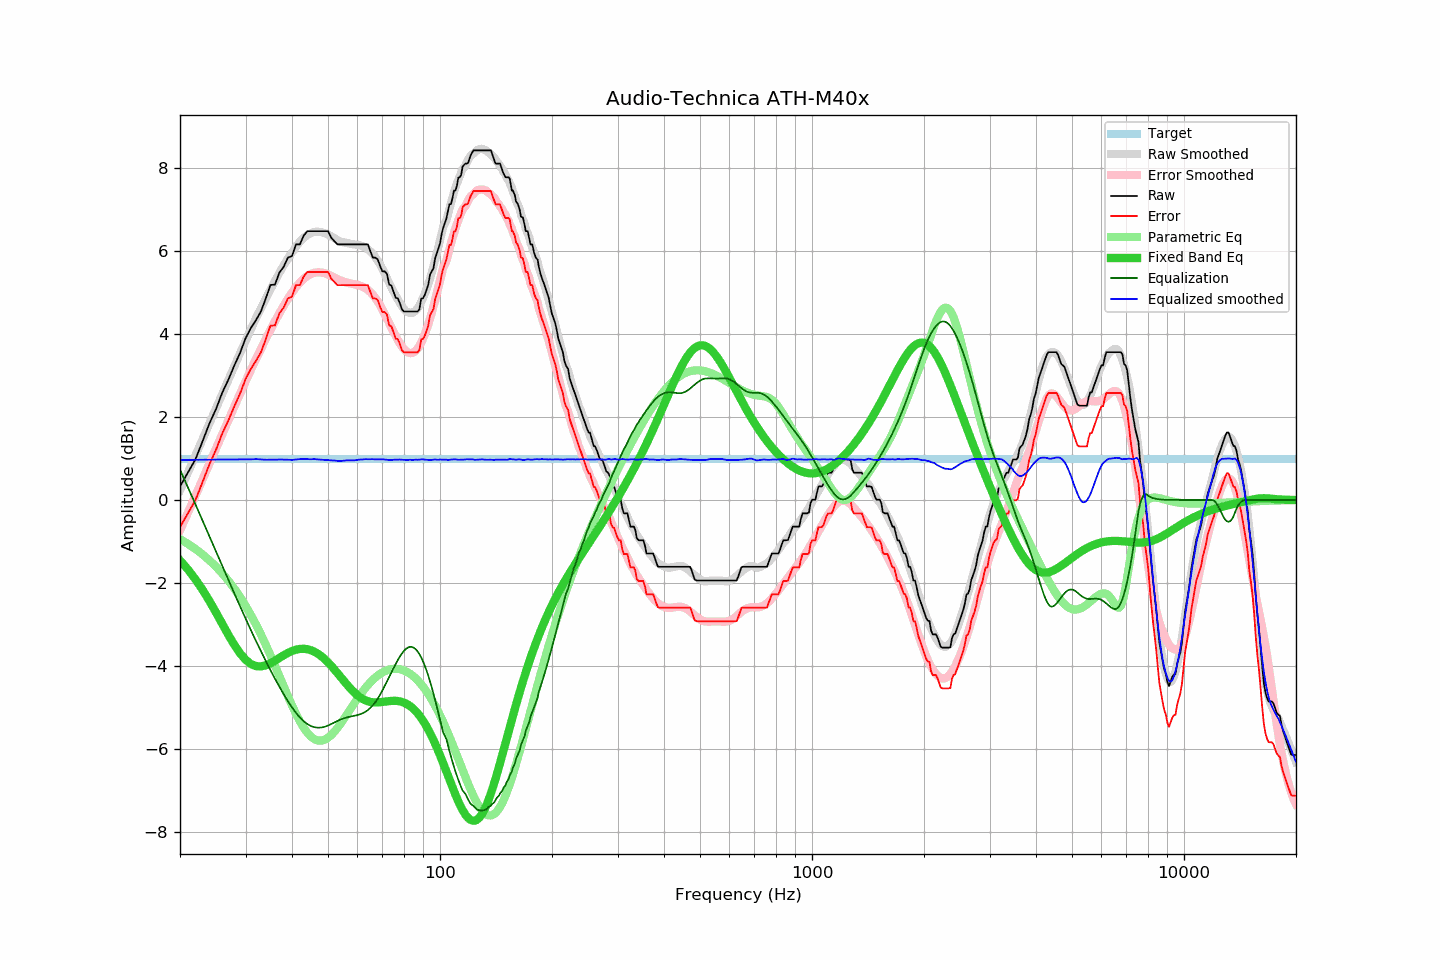 Audio-Technica ATH-M40x
Target
Raw Smoothed
Error Smoothed
Raw
Error
Parametric Eq
Fixed Band Eq
Equalization
Equalized smoothed
Amplitude (dBr)
8
6
4
2
0
−2
−4
−6
−8
100
1000
10000
Frequency (Hz)